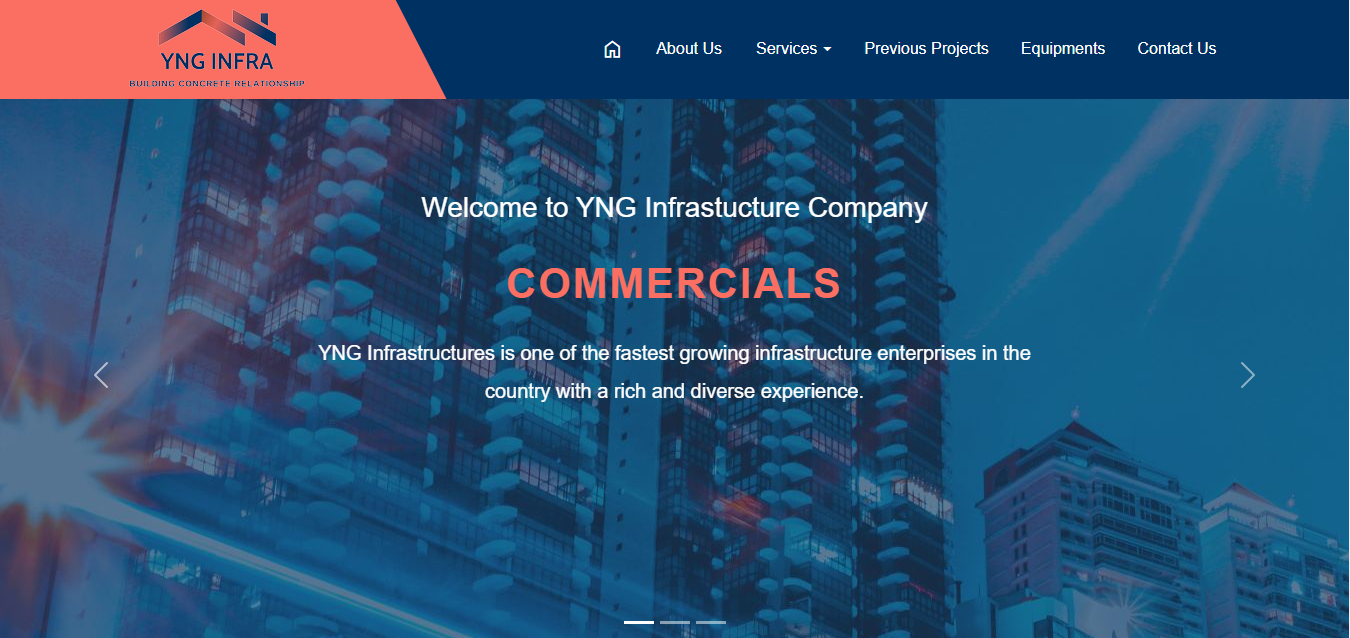 YNG INFRA
BUILDING CONCRETE RELATIONSHIP
About Us
Services
Previous Projects
Equipments
Contact Us
Welcome to YNG Infrastucture Company
COMMERCIALS
YNG Infrastructures is one of the fastest growing infrastructure enterprises in the
country with a rich and diverse experience.